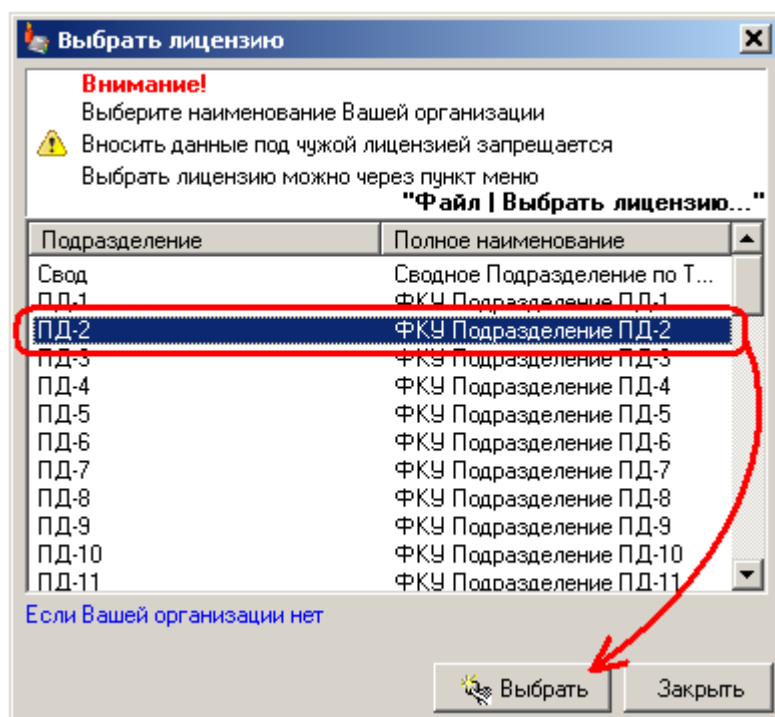 Выбрать лицензию
Внимание!
Выберите наименование Вашей организации
Вносить данные под чужой лицензией запрещается
Выбрать лицензию можно через пункт меню
"Файл | Выбрать лицензию..."
Подразделение Полное наименование
Свод Сводное Подразделение по Т...
ПД-1 ФКУ Подразделение ПД-1
ПД-2 ФКУ Подразделение ПД-2
ПД-3 ФКУ Подразделение ПД-3
ПД-4 ФКУ Подразделение ПД-4
ПД-5 ФКУ Подразделение ПД-5
ПД-6 ФКУ Подразделение ПД-6
ПД-7 ФКУ Подразделение ПД-7
ПД-8 ФКУ Подразделение ПД-8
ПД-9 ФКУ Подразделение ПД-9
ПД-10 ФКУ Подразделение ПД-10
ПД-11 ФКУ Подразделение ПД-11
Если Вашей организации нет
Выбрать Закрыть